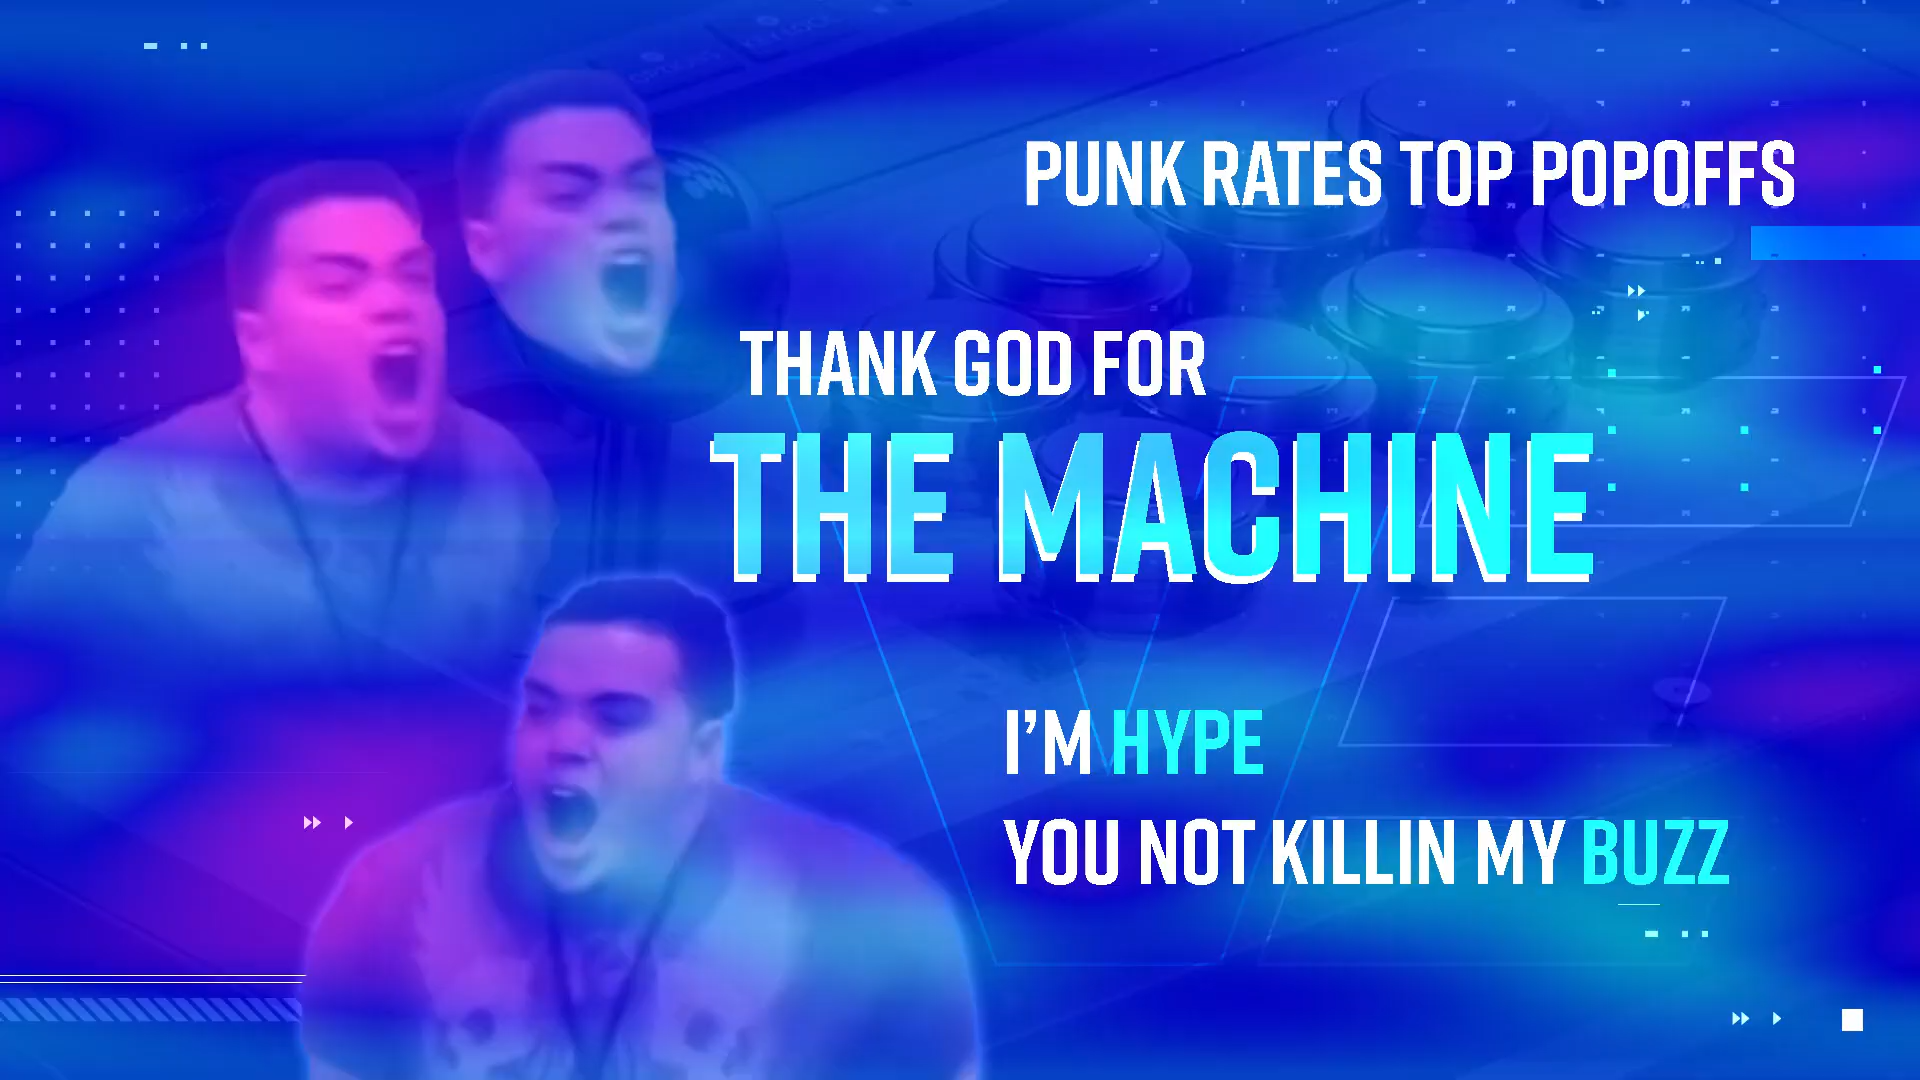 PUNK RATES TOP POPOFFS
THANK GOD FOR
THE MACHINE
I'M HYPE
YOU NOT KILLIN MY BUZZ